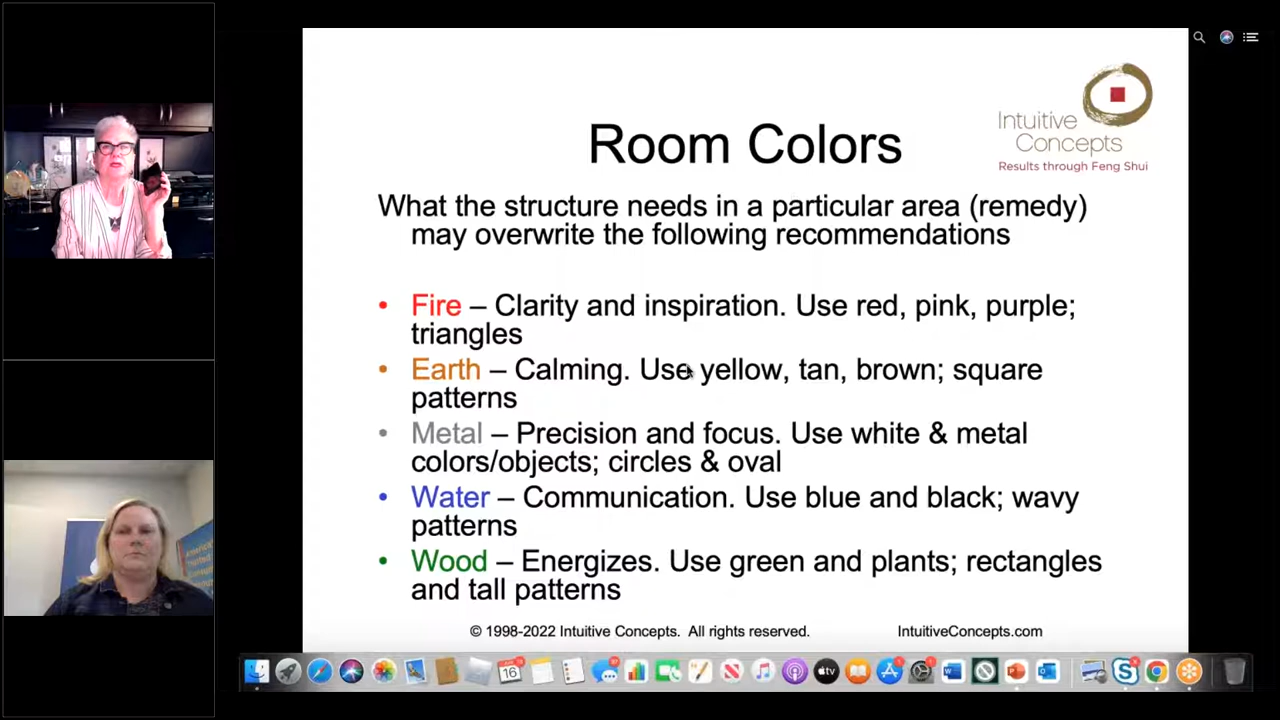 Intuitive
Concepts
Results through Feng Shui
Room Colors
What the structure needs in a particular area (remedy)
may overwrite the following recommendations
• Fire – Clarity and inspiration. Use red, pink, purple;
triangles
• Earth – Calming. Use yellow, tan, brown; square
patterns
• Metal – Precision and focus. Use white & metal
colors/objects; circles & oval
• Water – Communication. Use blue and black; wavy
patterns
• Wood – Energizes. Use green and plants; rectangles
and tall patterns
© 1998-2022 Intuitive Concepts. All rights reserved.
IntuitiveConcepts.com
16
tv